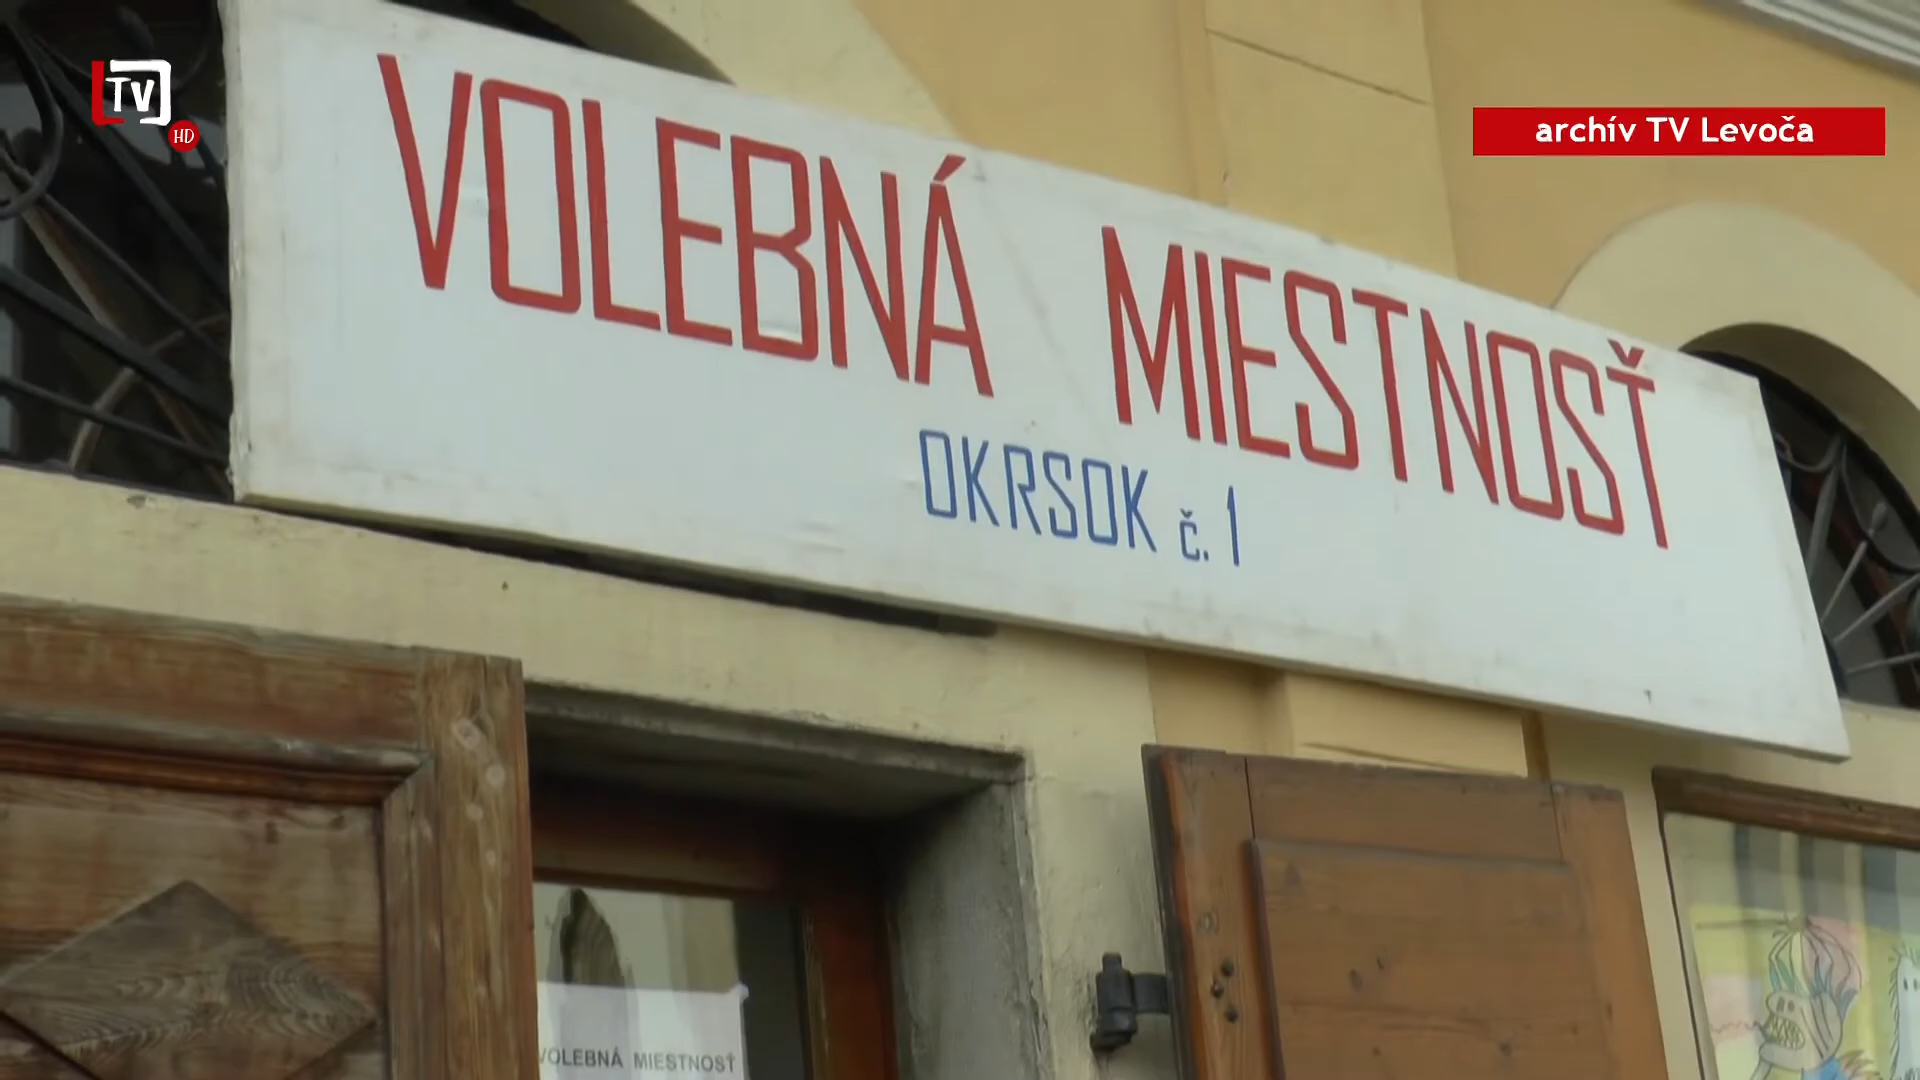 TV
HD
archív TV Levoča
VOLEBNÁ MIESTNOSŤ
OKRSOK č. 1
VOLEBNÁ MIESTNOSŤ